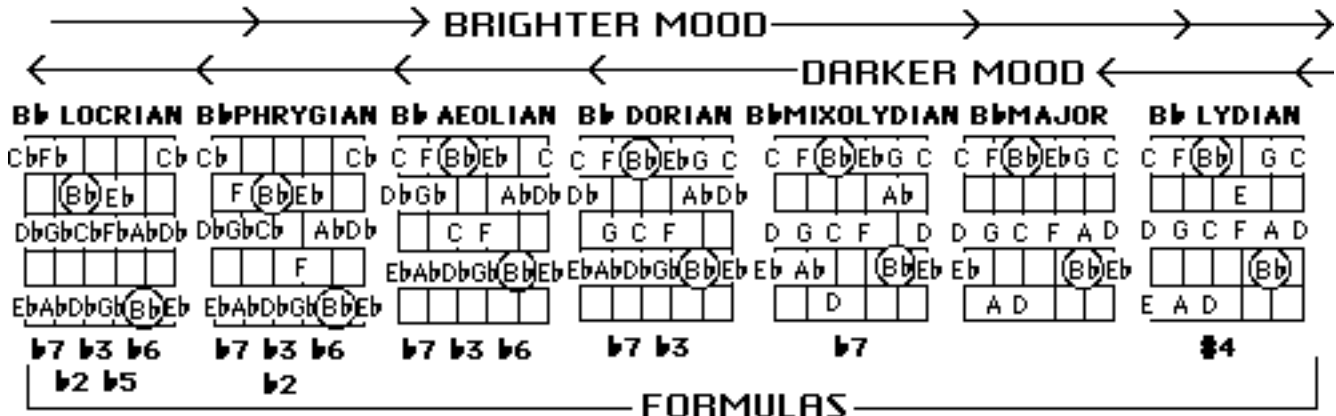 BRIGHTER MOOD
DARKER MOOD
B♭ LOCRIAN B♭PHRYGIAN B♭ AEOLIAN B♭ DORIAN B♭MIXOLYDIAN B♭MAJOR B♭ LYDIAN
C♭F♭ C♭ C♭ C♭ C F B♭ E♭ C C F B♭ E♭ G C C F B♭ E♭ G C C F B♭ E♭ G C C F B♭ G C
B♭ E♭ F B♭ E♭ D♭ G♭ A♭ D♭ D♭ A♭ D♭ A♭ E
D♭ G♭ C♭ F♭ A♭ D♭ D♭ G♭ C♭ A♭ D♭ C F G C F D G C F D D G C F A D D G C F A D
F E♭ A♭ D♭ G♭ B♭ E♭ E♭ A♭ D♭ G♭ B♭ E♭ E♭ A♭ B♭ E♭ E♭ B♭ E♭ B♭
E♭ A♭ D♭ G♭ B♭ E♭ E♭ A♭ D♭ G♭ B♭ E♭ D A D E A D
♭7 ♭3 ♭6 ♭7 ♭3 ♭6 ♭7 ♭3 ♭6 ♭7 ♭3 ♭7 #4
♭2 ♭5 ♭2
FORMULAS